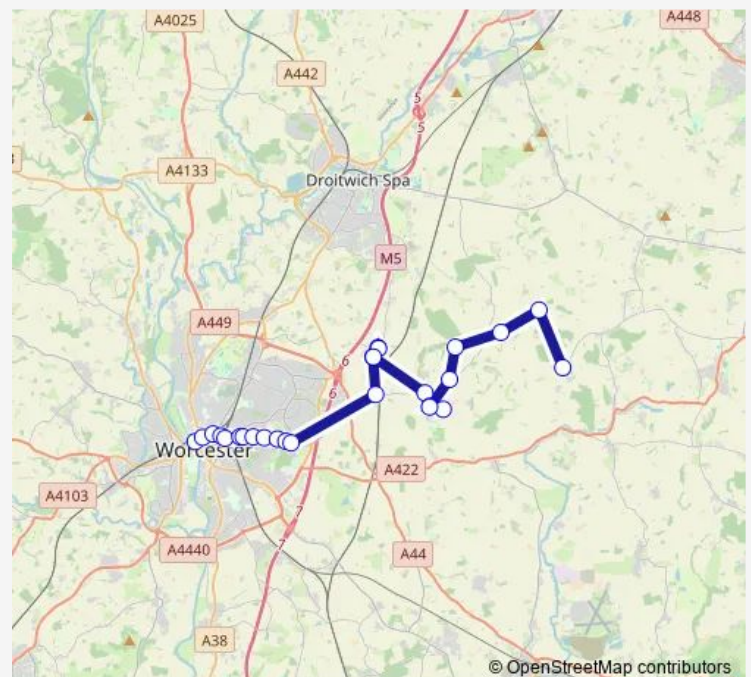 A4025
A448
A442
5
5
A4133
Droitwich Spa
M5
A449
6
6
Worcester
A422
A4103
7
7
A4440
A44
A38
© OpenStreetMap contributors